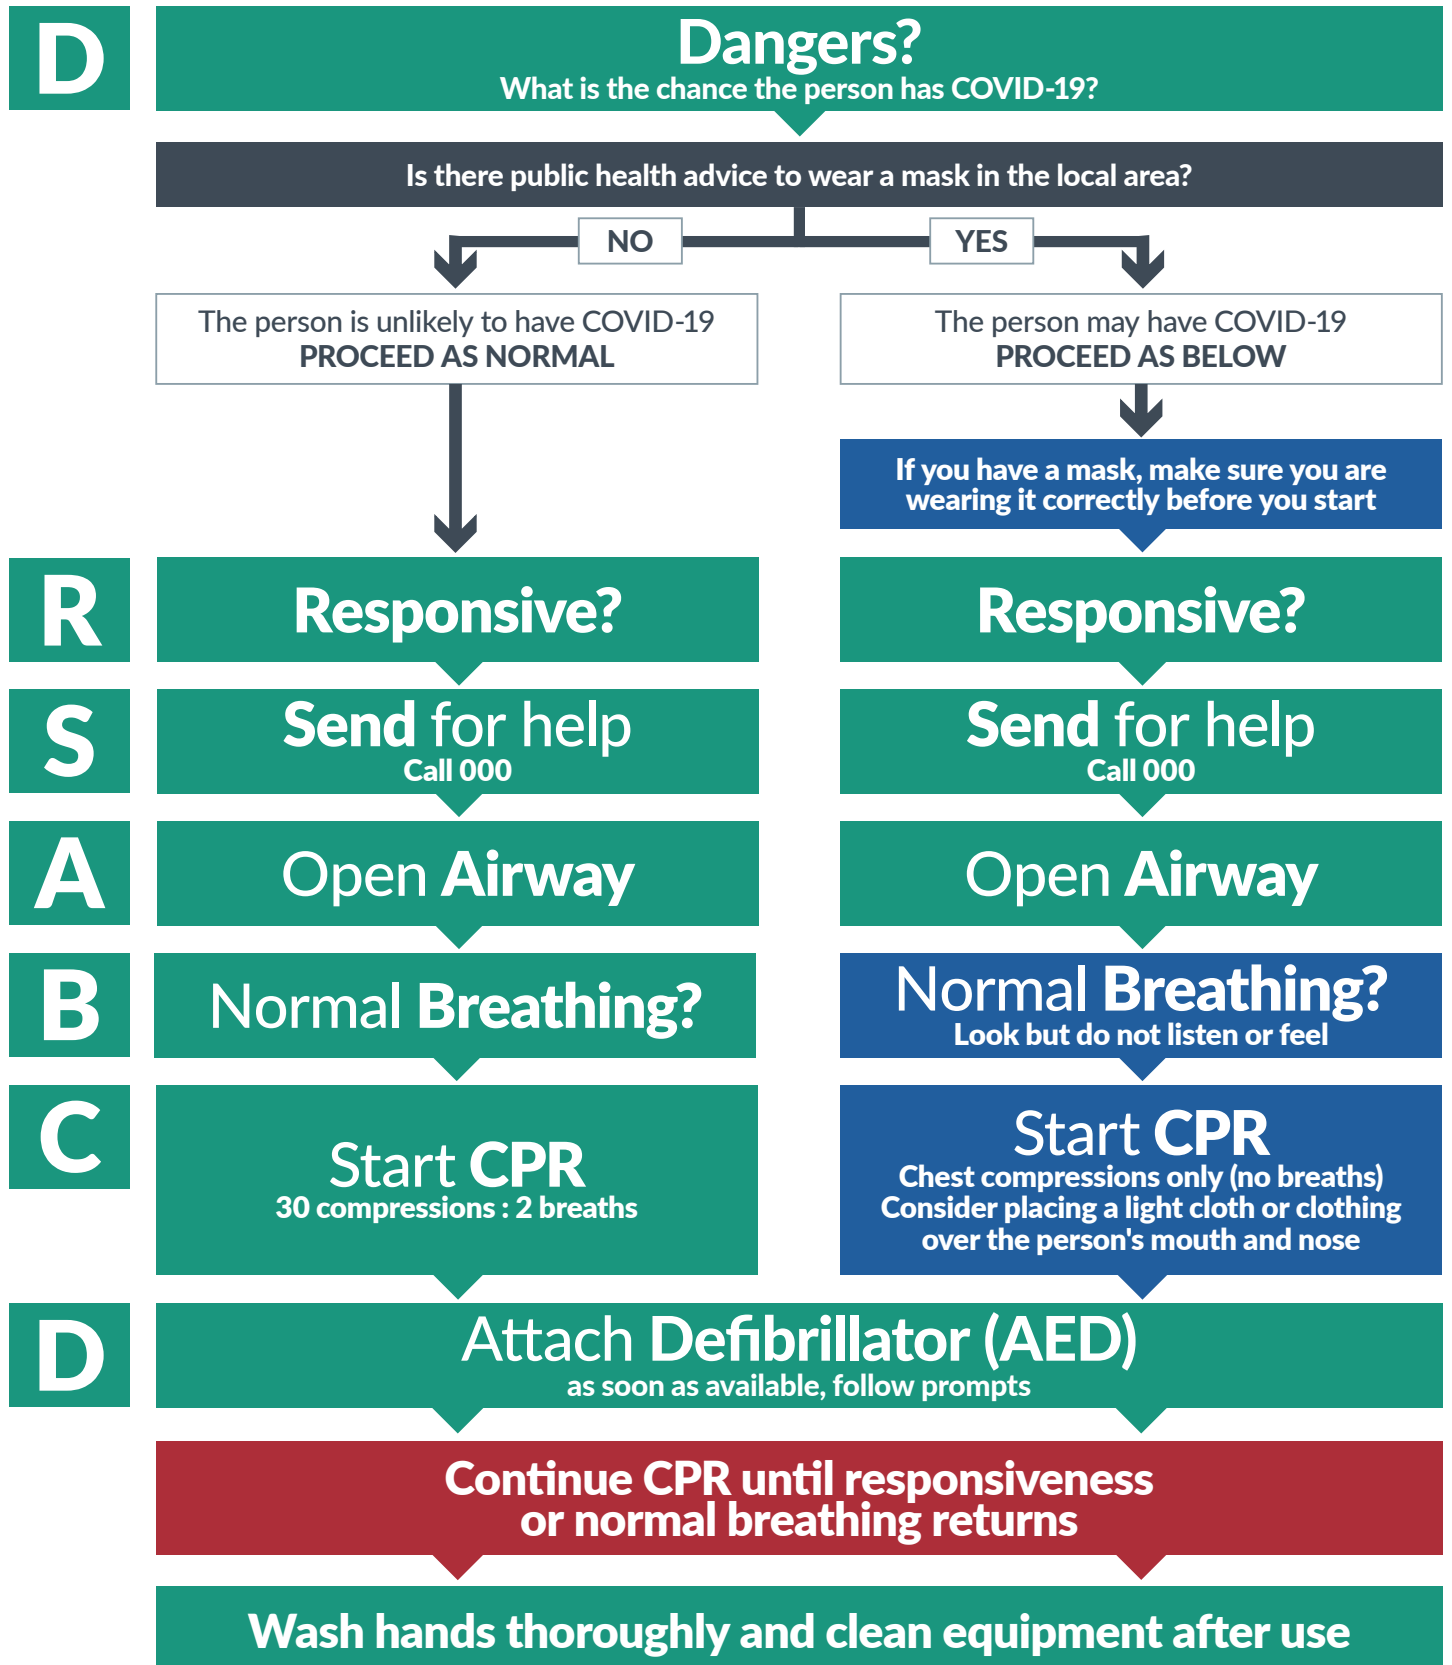 D
Dangers?
What is the chance the person has COVID-19?
Is there public health advice to wear a mask in the local area?
NO
YES
The person is unlikely to have COVID-19
PROCEED AS NORMAL
The person may have COVID-19
PROCEED AS BELOW
If you have a mask, make sure you are
wearing it correctly before you start
R
Responsive?
Responsive?
S
Send for help
Call 000
Send for help
Call 000
A
Open Airway
Open Airway
B
Normal Breathing?
Normal Breathing?
Look but do not listen or feel
C
Start CPR
30 compressions : 2 breaths
Start CPR
Chest compressions only (no breaths)
Consider placing a light cloth or clothing
over the person's mouth and nose
D
Attach Defibrillator (AED)
as soon as available, follow prompts
Continue CPR until responsiveness
or normal breathing returns
Wash hands thoroughly and clean equipment after use